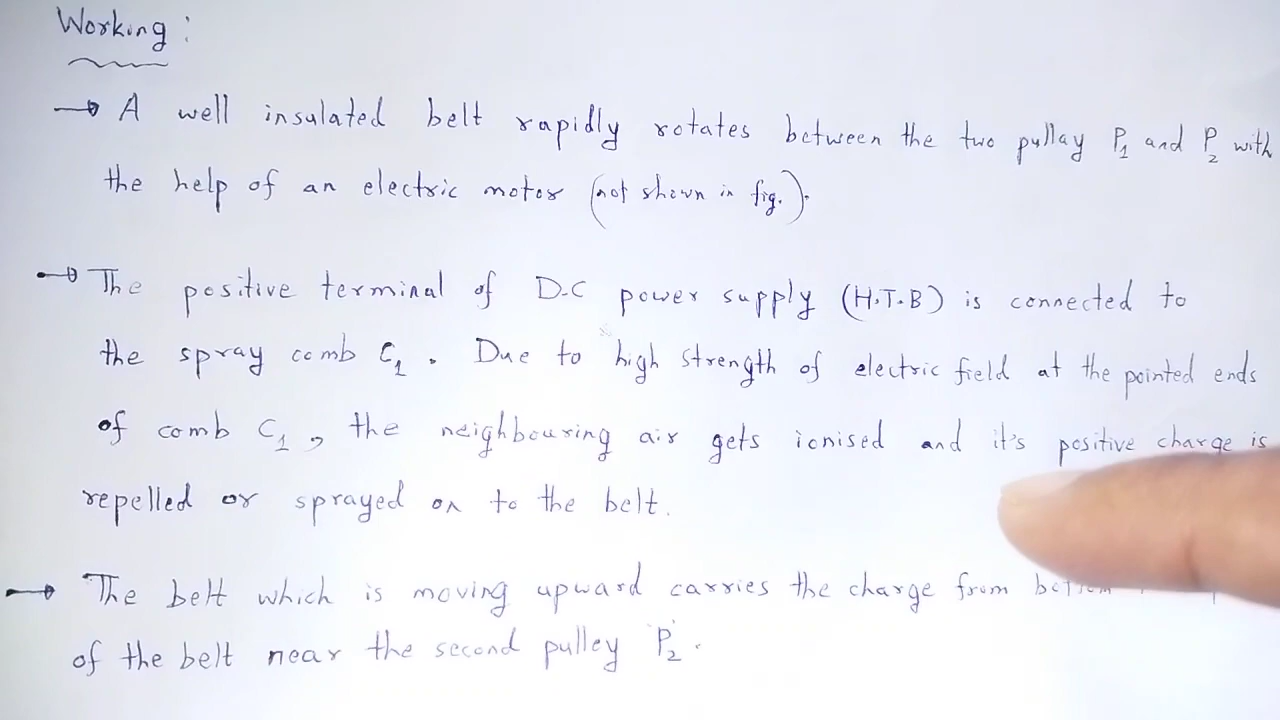 Working :
→ A well insulated belt rapidly rotates between the two pullay P₁ and P₂ with
the help of an electric motor (not shown in fig.).
→ The positive terminal of D.C power supply (H.T.B) is connected to
the spray comb C₁. Due to high strength of electric field at the pointed ends
of comb C₁, the neighbouring air gets ionised and it's positive charge is
repelled or sprayed on to the belt.
→ The belt which is moving upward carries the charge from
of the belt near the second pulley 'P₂'.